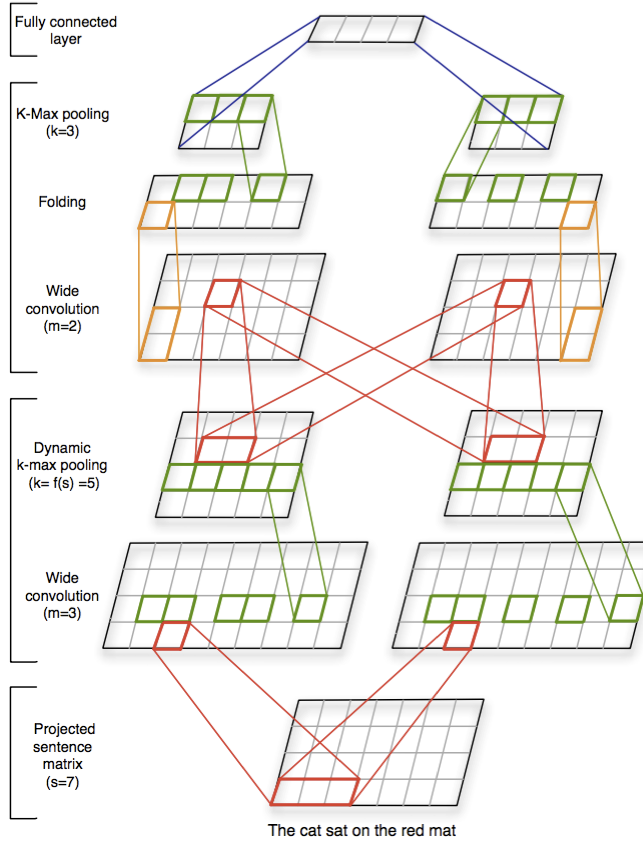 Fully connected
layer
K-Max pooling
(k=3)
Folding
Wide
convolution
(m=2)
Dynamic
k-max pooling
(k= f(s) =5)
Wide
convolution
(m=3)
Projected
sentence
matrix
(s=7)
The cat sat on the red mat